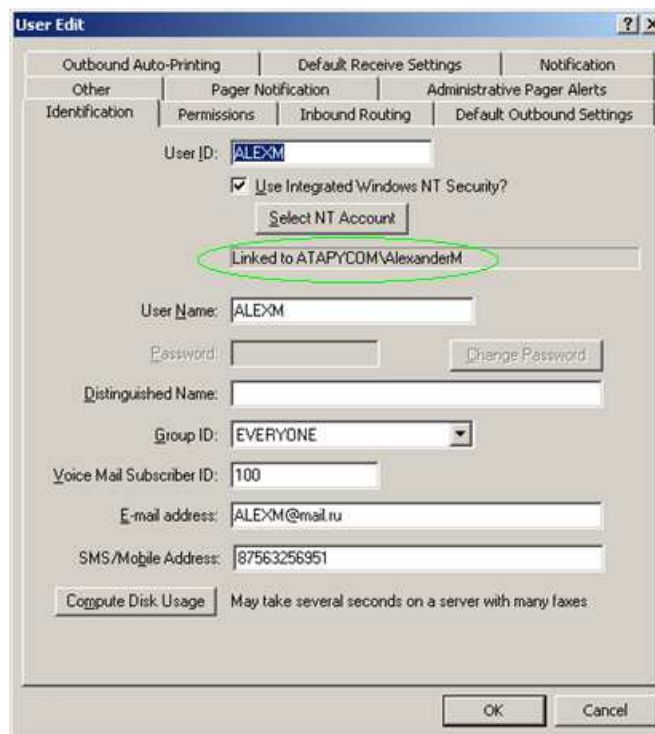 User Edit
Outbound Auto-Printing Default Receive Settings Notification
Other Pager Notification Administrative Pager Alerts
Identification Permissions Inbound Routing Default Outbound Settings
User ID: ALEXM
Use Integrated Windows NT Security?
Select NT Account
Linked to ATAPYCOM\AlexanderM
User Name: ALEXM
Password: Change Password
Distinguished Name:
Group ID: EVERYONE
Voice Mail Subscriber ID: 100
E-mail address: ALEXM@mail.ru
SMS/Mobile Address: 87563256951
Compute Disk Usage May take several seconds on a server with many faxes
OK Cancel